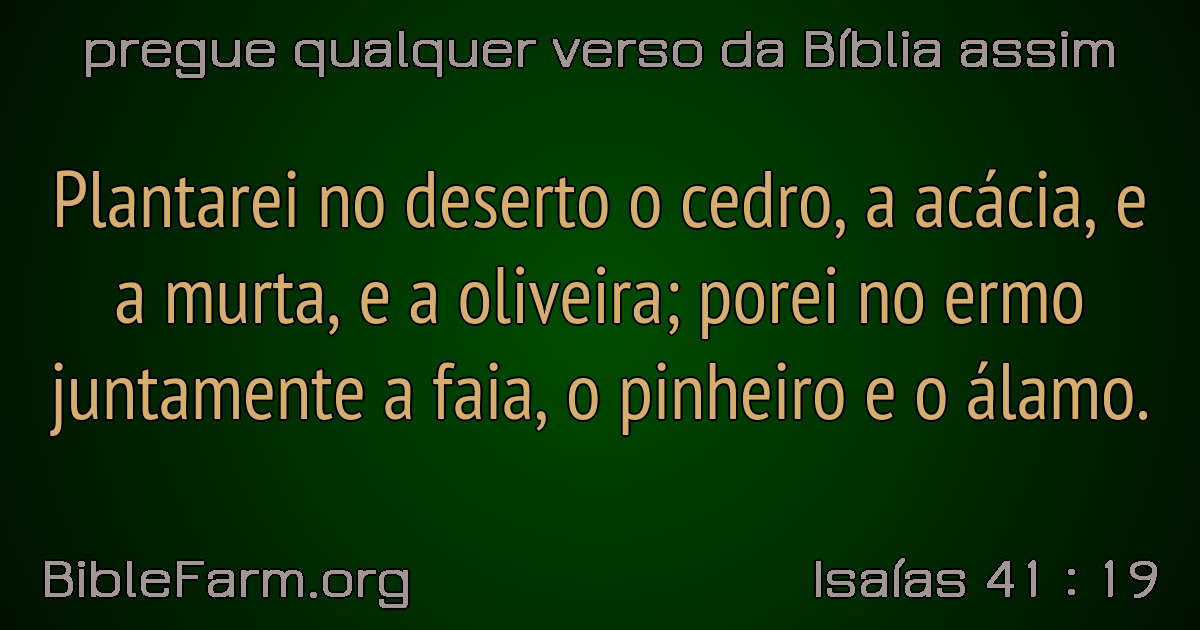 pregue qualquer verso da Bíblia assim
Plantarei no deserto o cedro, a acácia, e
a murta, e a oliveira; porei no ermo
juntamente a faia, o pinheiro e o álamo.
BibleFarm.org
Isaías 41 : 19